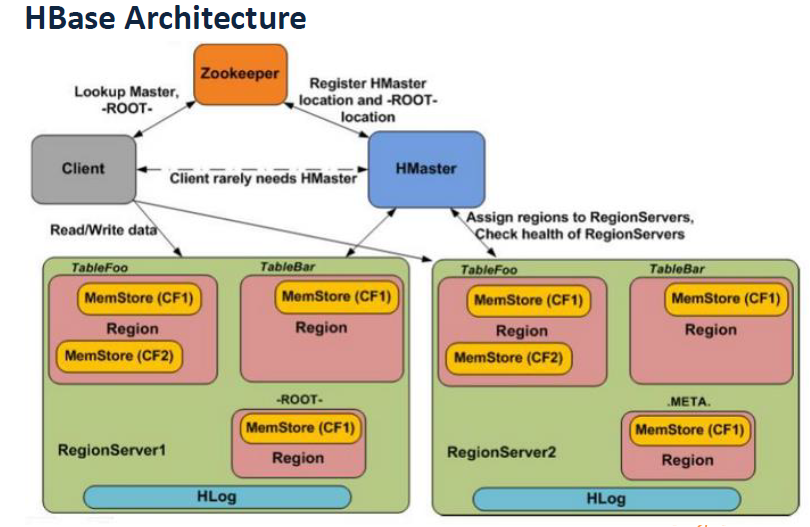 HBase Architecture
Zookeeper
Lookup Master,
-ROOT-
Register HMaster
location and -ROOT-
location
Client
Client rarely needs HMaster
HMaster
Read/Write data
Assign regions to RegionServers,
Check health of RegionServers
TableFoo
MemStore (CF1)
Region
MemStore (CF2)
TableBar
MemStore (CF1)
Region
-ROOT-
MemStore (CF1)
Region
RegionServer1
HLog
TableFoo
MemStore (CF1)
Region
MemStore (CF2)
TableBar
MemStore (CF1)
Region
.META.
MemStore (CF1)
Region
RegionServer2
HLog